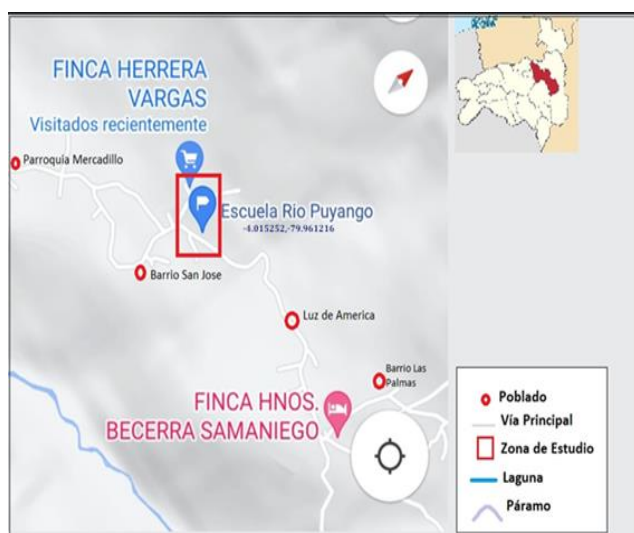 FINCA HERRERA
VARGAS
Visitados recientemente
Parroquia Mercadillo
Escuela Rio Puyango
-4.015252,-79.961216
Barrio San Jose
Luz de America
Barrio Las
Palmas
FINCA HNOS.
BECERRA SAMANIEGO
Poblado
Vía Principal
Zona de Estudio
Laguna
Páramo